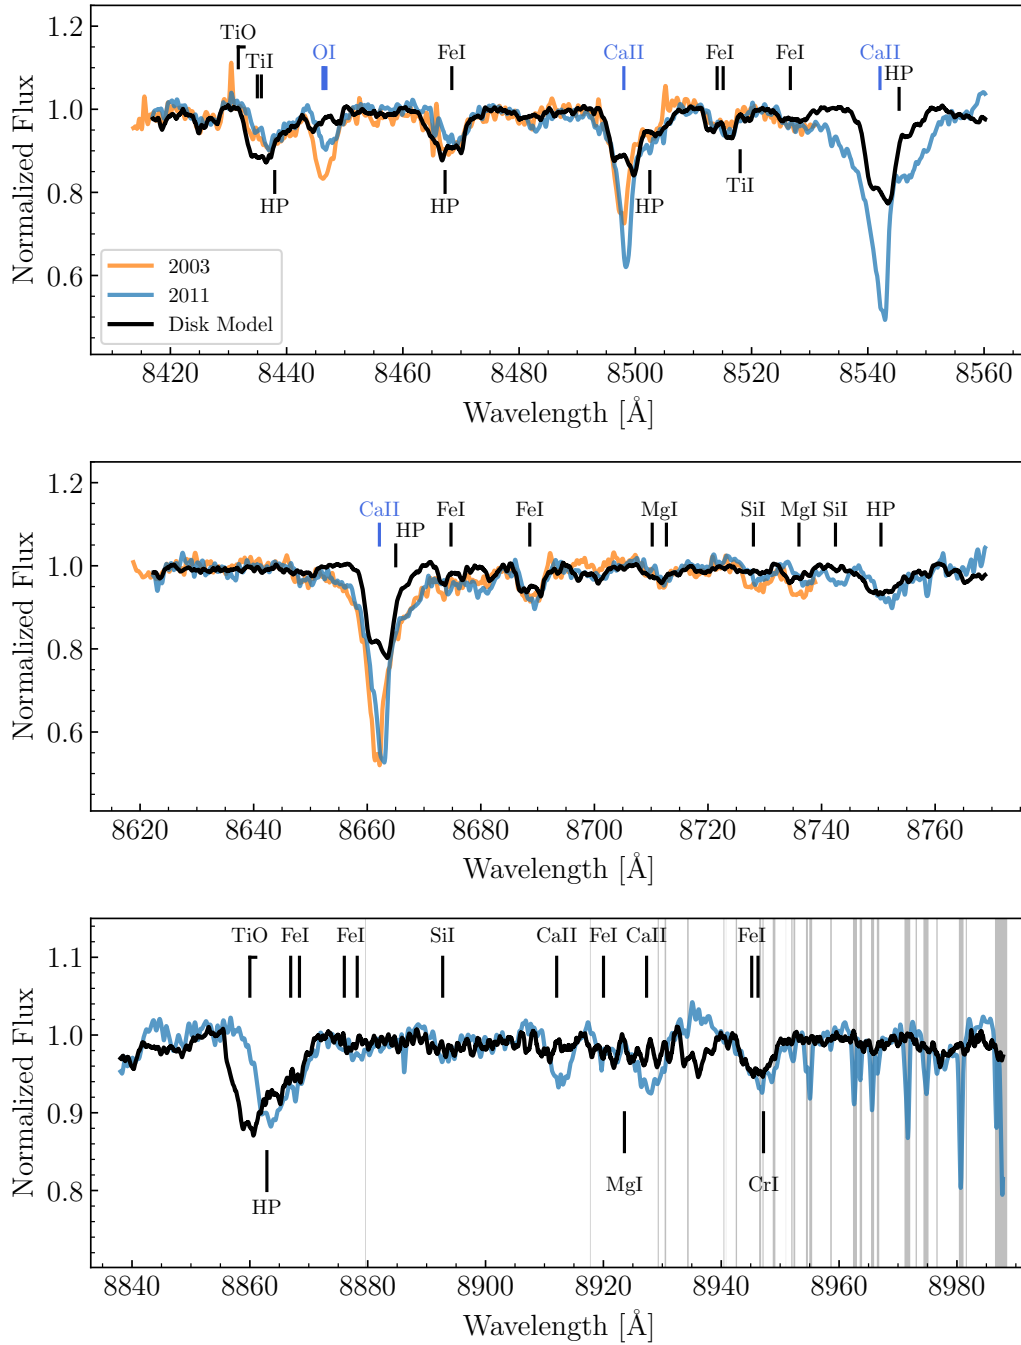 TiO
TiI
OI
FeI
CaII
FeI
FeI
CaII
HP
HP
HP
HP
TiI
1.2
1.0
0.8
0.6
Normalized Flux
2003
2011
Disk Model
8420 8440 8460 8480 8500 8520 8540 8560
Wavelength [Å]
CaII
HP
FeI
FeI
MgI
SiI
MgI
SiI
HP
1.2
1.0
0.8
0.6
Normalized Flux
8620 8640 8660 8680 8700 8720 8740 8760
Wavelength [Å]
TiO
FeI
FeI
SiI
CaII
FeI
CaII
FeI
HP
MgI
CrI
1.1
1.0
0.9
0.8
Normalized Flux
8840 8860 8880 8900 8920 8940 8960 8980
Wavelength [Å]